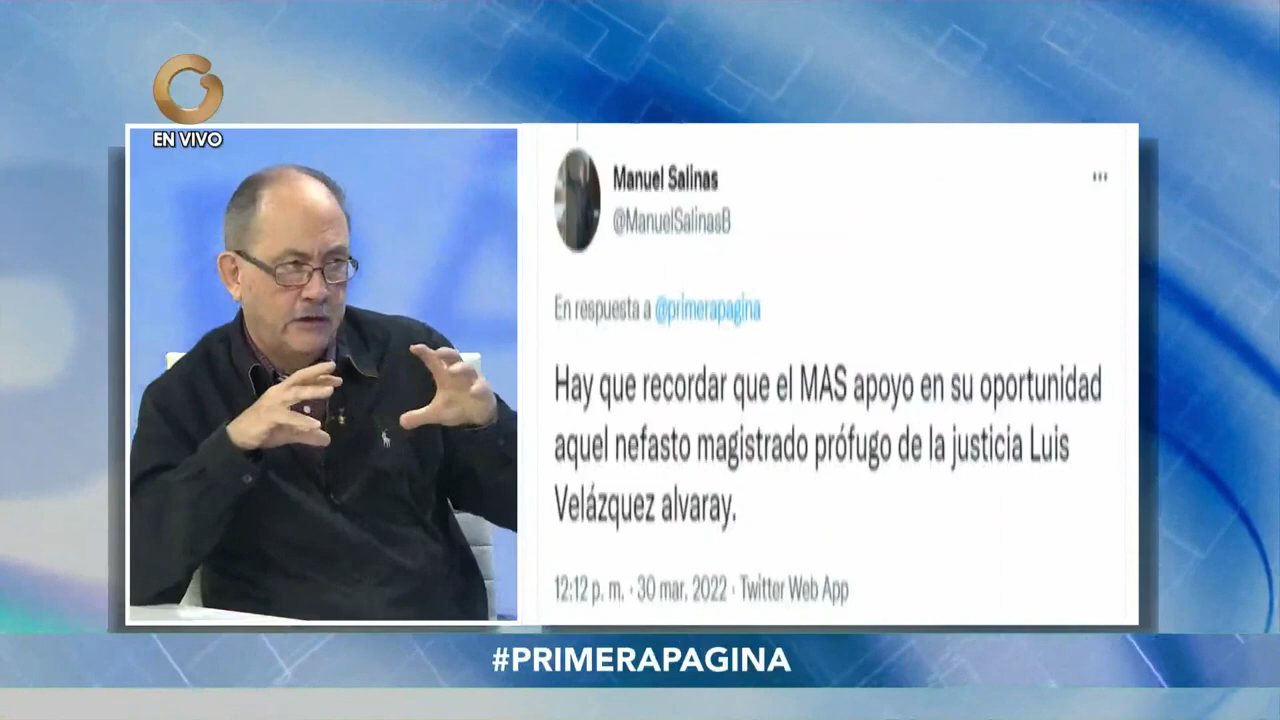 EN VIVO
Manuel Salinas
@ManuelSalinasB
En respuesta a @primerapagina
Hay que recordar que el MAS apoyo en su oportunidad
aquel nefasto magistrado prófugo de la justicia Luis
Velázquez alvaray.
12:12 p. m. · 30 mar. 2022 · Twitter Web App
#PRIMERAPAGINA